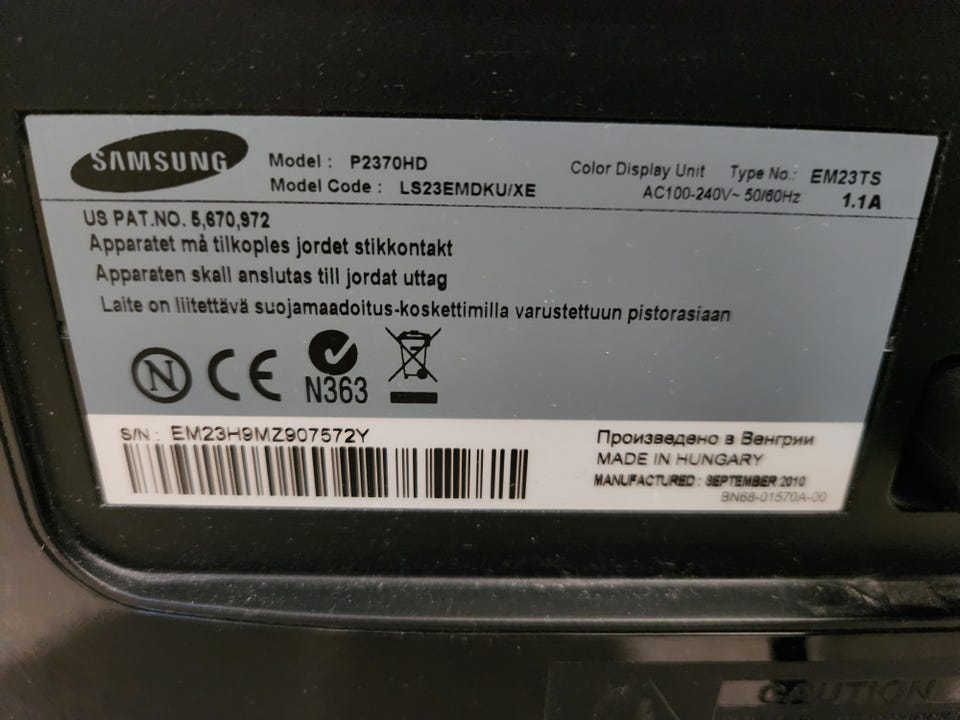 SAMSUNG
Model : P2370HD
Model Code : LS23EMDKU/XE
Color Display Unit Type No.: EM23TS
AC100-240V~ 50/60Hz 1.1A
US PAT.NO. 5,670,972
Apparatet må tilkoples jordet stikkontakt
Apparaten skall anslutas till jordat uttag
Laite on liitettävä suojamaadoitus-koskettimilla varustettuun pistorasiaan
N CE N363
S/N : EM23H9MZ907572Y
Произведено в Венгрии
MADE IN HUNGARY
MANUFACTURED : SEPTEMBER 2010
BN68-01570A-00
CAUTION